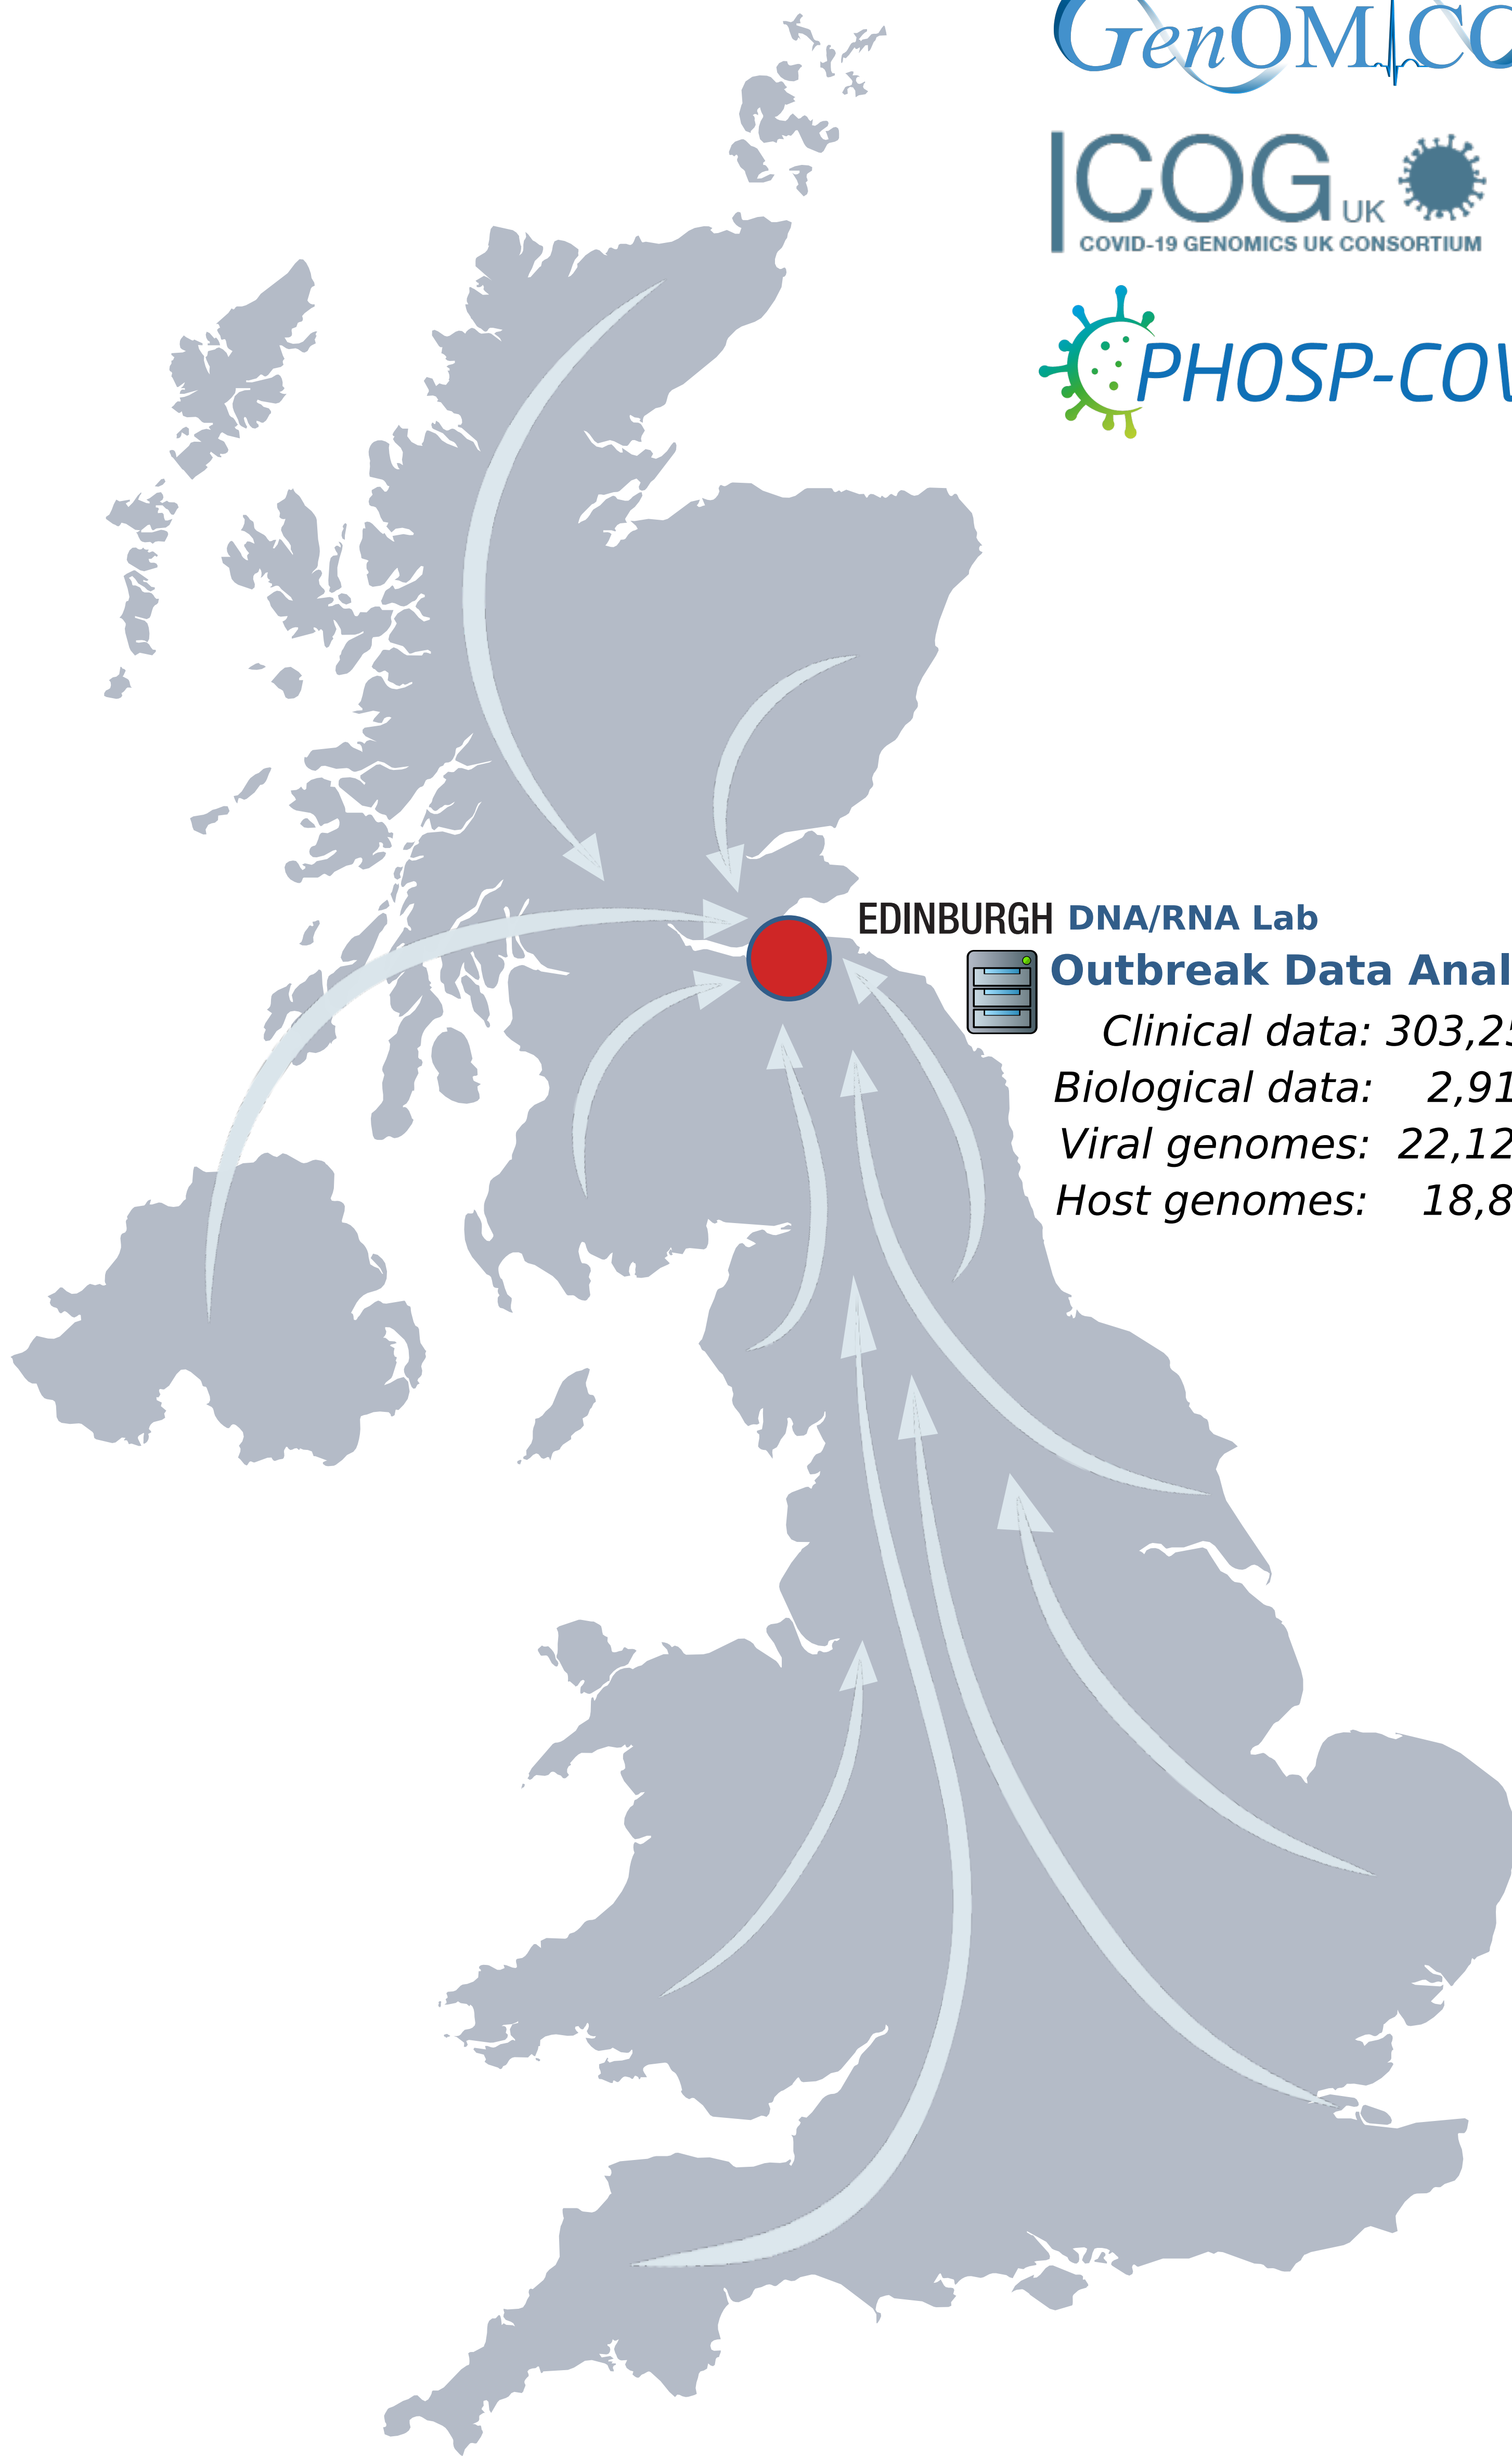 GenOMICC
COG UK
COVID-19 GENOMICS UK CONSORTIUM
PHOSP-COV
EDINBURGH DNA/RNA Lab
Outbreak Data Anal
Clinical data: 303,25
Biological data: 2,91
Viral genomes: 22,12
Host genomes: 18,8